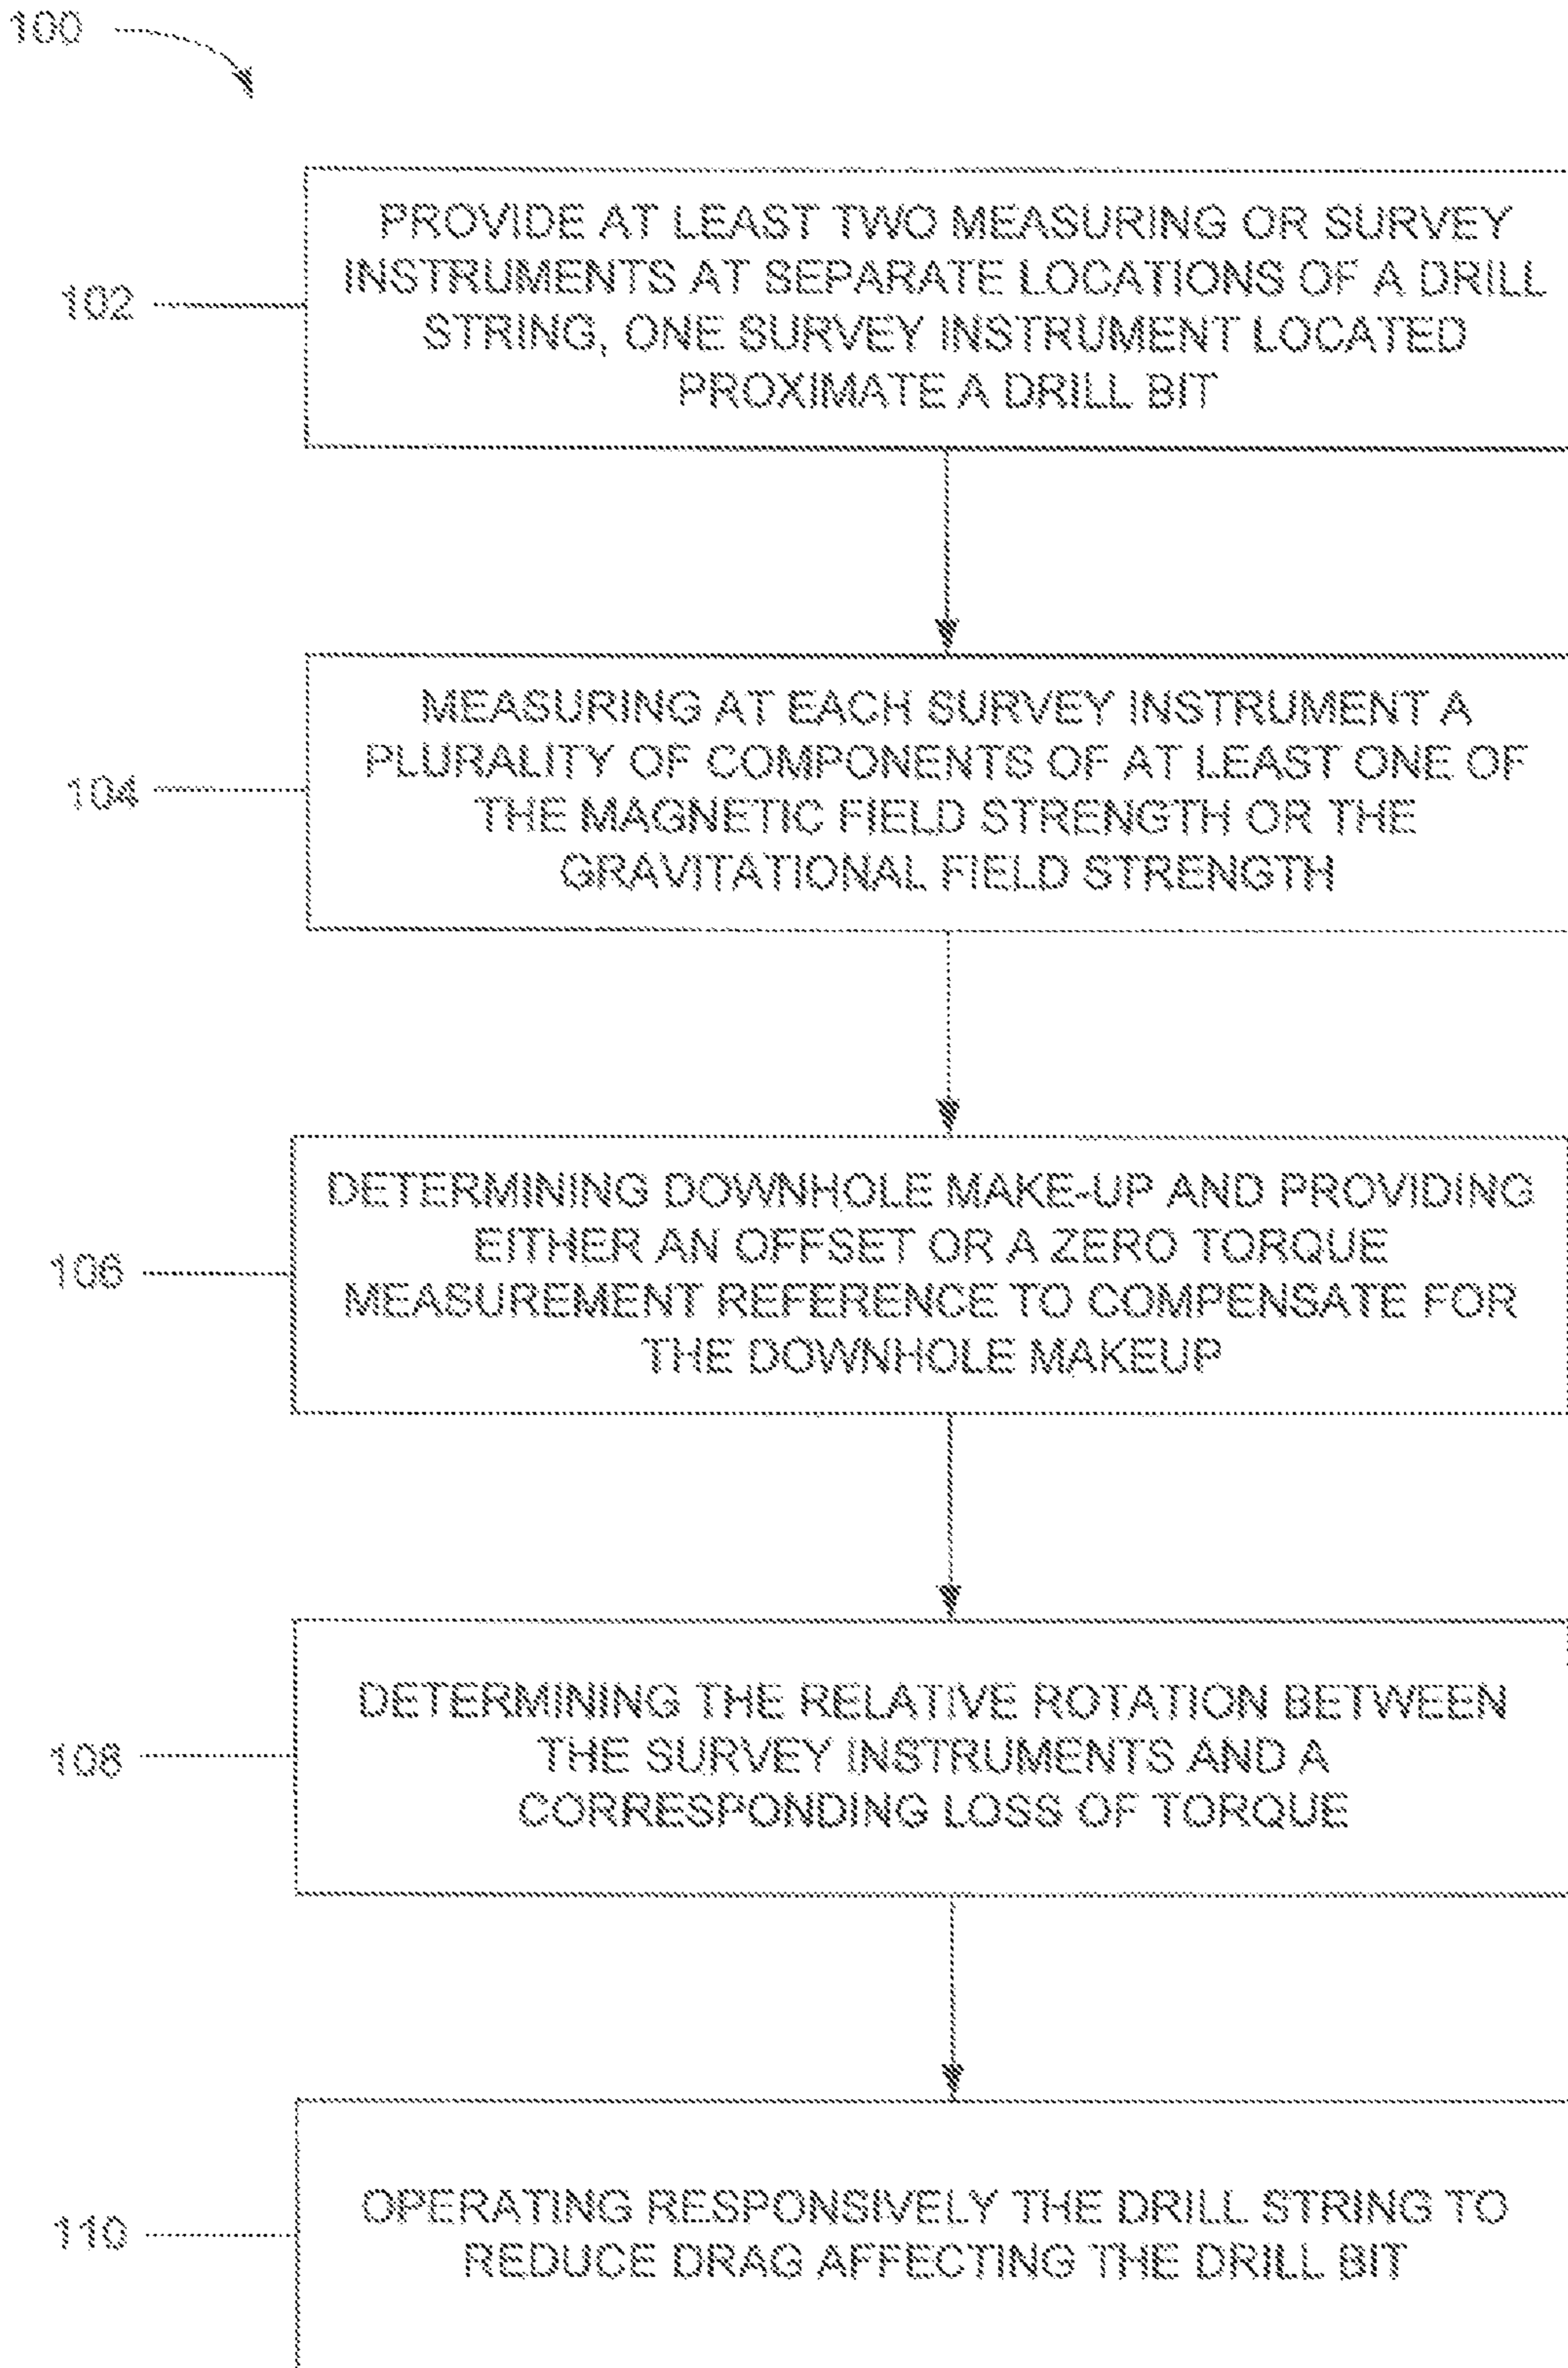 100
102
PROVIDE AT LEAST TWO MEASURING OR SURVEY
INSTRUMENTS AT SEPARATE LOCATIONS OF A DRILL
STRING, ONE SURVEY INSTRUMENT LOCATED
PROXIMATE A DRILL BIT
104
MEASURING AT EACH SURVEY INSTRUMENT A
PLURALITY OF COMPONENTS OF AT LEAST ONE OF
THE MAGNETIC FIELD STRENGTH OR THE
GRAVITATIONAL FIELD STRENGTH
106
DETERMINING DOWNHOLE MAKE-UP AND PROVIDING
EITHER AN OFFSET OR A ZERO TORQUE
MEASUREMENT REFERENCE TO COMPENSATE FOR
THE DOWNHOLE MAKEUP
108
DETERMINING THE RELATIVE ROTATION BETWEEN
THE SURVEY INSTRUMENTS AND A
CORRESPONDING LOSS OF TORQUE
110
OPERATING RESPONSIVELY THE DRILL STRING TO
REDUCE DRAG AFFECTING THE DRILL BIT